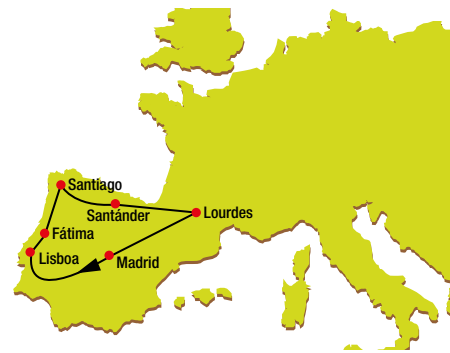 Santiago
Santánder
Lourdes
Fátima
Lisboa
Madrid